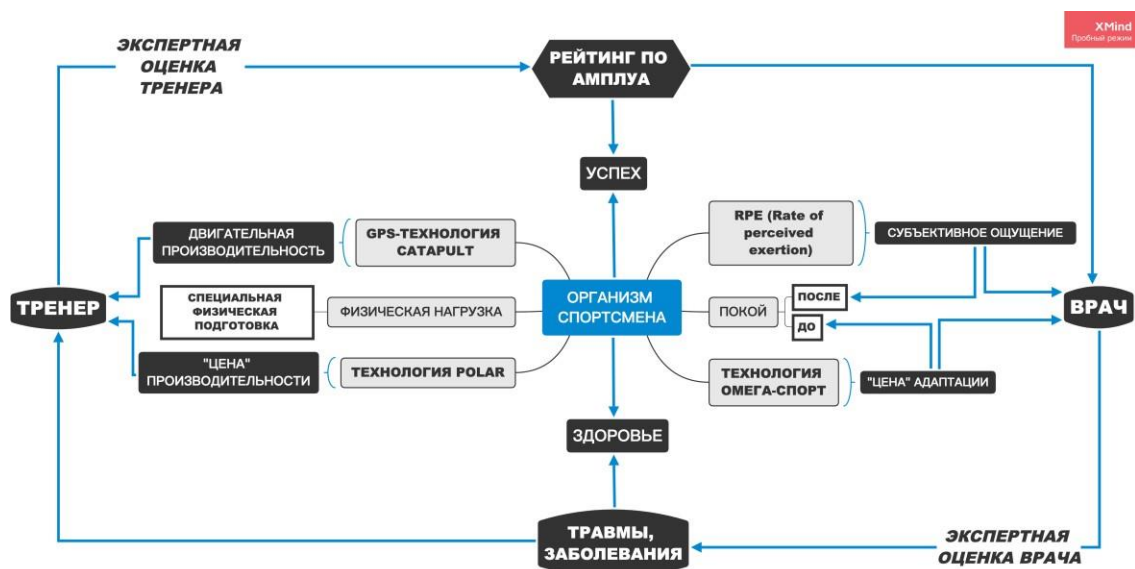 XMind
Пробный режим
ЭКСПЕРТНАЯ
ОЦЕНКА
ТРЕНЕРА
РЕЙТИНГ ПО
АМПЛУА
УСПЕХ
ДВИГАТЕЛЬНАЯ
ПРОИЗВОДИТЕЛЬНОСТЬ
GPS-ТЕХНОЛОГИЯ
CATAPULT
RPE (Rate of
perceived
exertion)
СУБЪЕКТИВНОЕ ОЩУЩЕНИЕ
ТРЕНЕР
СПЕЦИАЛЬНАЯ
ФИЗИЧЕСКАЯ
ПОДГОТОВКА
ФИЗИЧЕСКАЯ НАГРУЗКА
ОРГАНИЗМ
СПОРТСМЕНА
ПОКОЙ
ПОСЛЕ
ДО
ВРАЧ
"ЦЕНА"
ПРОИЗВОДИТЕЛЬНОСТИ
ТЕХНОЛОГИЯ POLAR
ТЕХНОЛОГИЯ
ОМЕГА-СПОРТ
"ЦЕНА" АДАПТАЦИИ
ЗДОРОВЬЕ
ТРАВМЫ,
ЗАБОЛЕВАНИЯ
ЭКСПЕРТНАЯ
ОЦЕНКА ВРАЧА